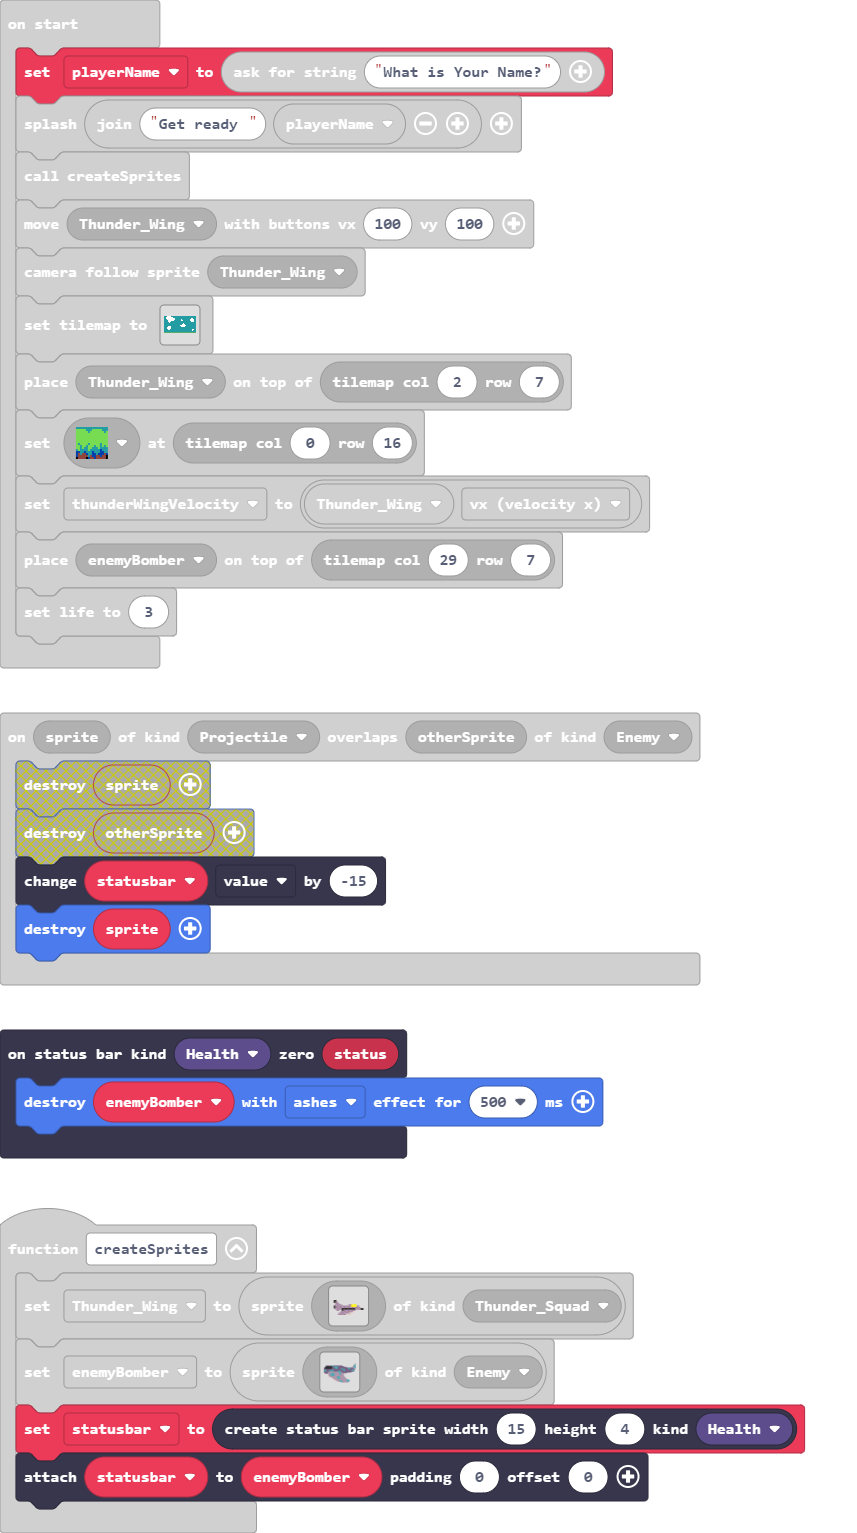 on start
set playerName to ask for string "What is Your Name?"
splash join "Get ready " playerName
call createSprites
move Thunder_Wing with buttons vx 100 vy 100
camera follow sprite Thunder_Wing
set tilemap to
place Thunder_Wing on top of tilemap col 2 row 7
set at tilemap col 0 row 16
set thunderWingVelocity to Thunder_Wing vx (velocity x)
place enemyBomber on top of tilemap col 29 row 7
set life to 3
on sprite of kind Projectile overlaps otherSprite of kind Enemy
destroy sprite
destroy otherSprite
change statusbar value by -15
destroy sprite
on status bar kind Health zero status
destroy enemyBomber with ashes effect for 500 ms
function createSprites
set Thunder_Wing to sprite of kind Thunder_Squad
set enemyBomber to sprite of kind Enemy
set statusbar to create status bar sprite width 15 height 4 kind Health
attach statusbar to enemyBomber padding 0 offset 0